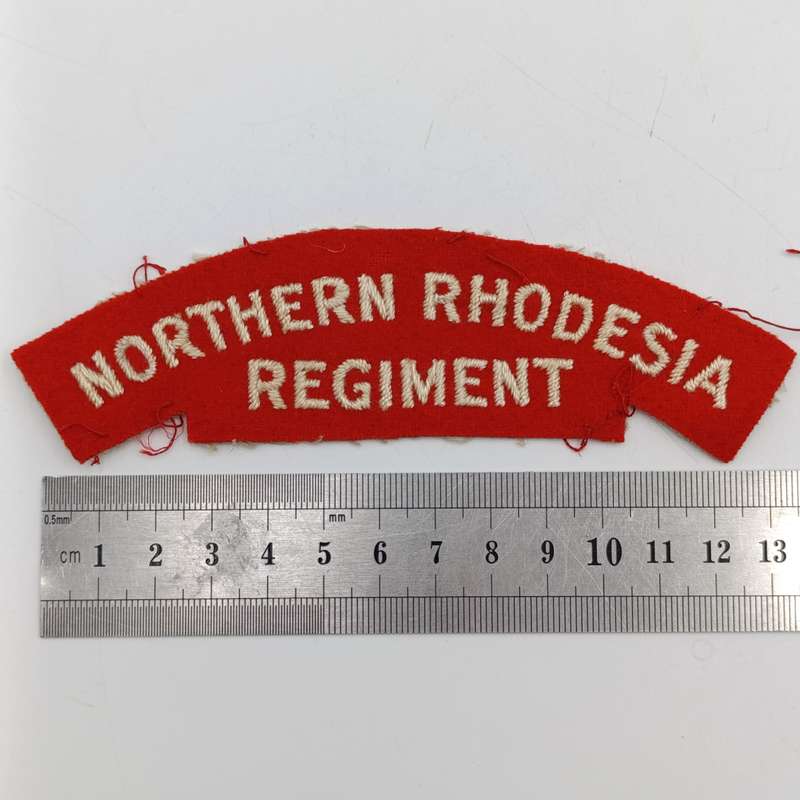 NORTHERN RHODESIA
REGIMENT
0.5mm mm
cm 1 2 3 4 5 6 7 8 9 10 11 12 13